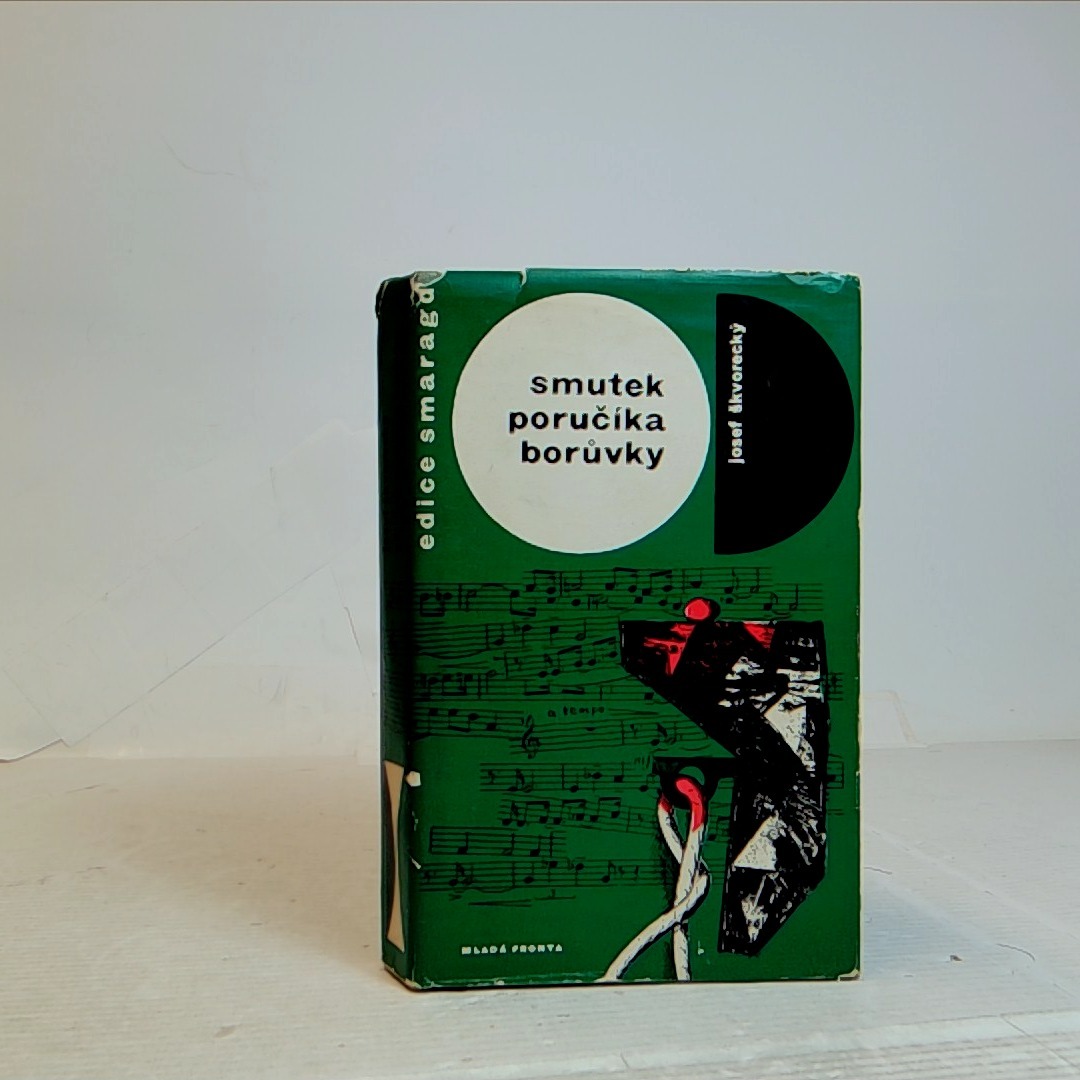 edice smaragd
smutek
poručíka
borůvky
josef škvorecký
a tempo
MLADÁ FRONTA